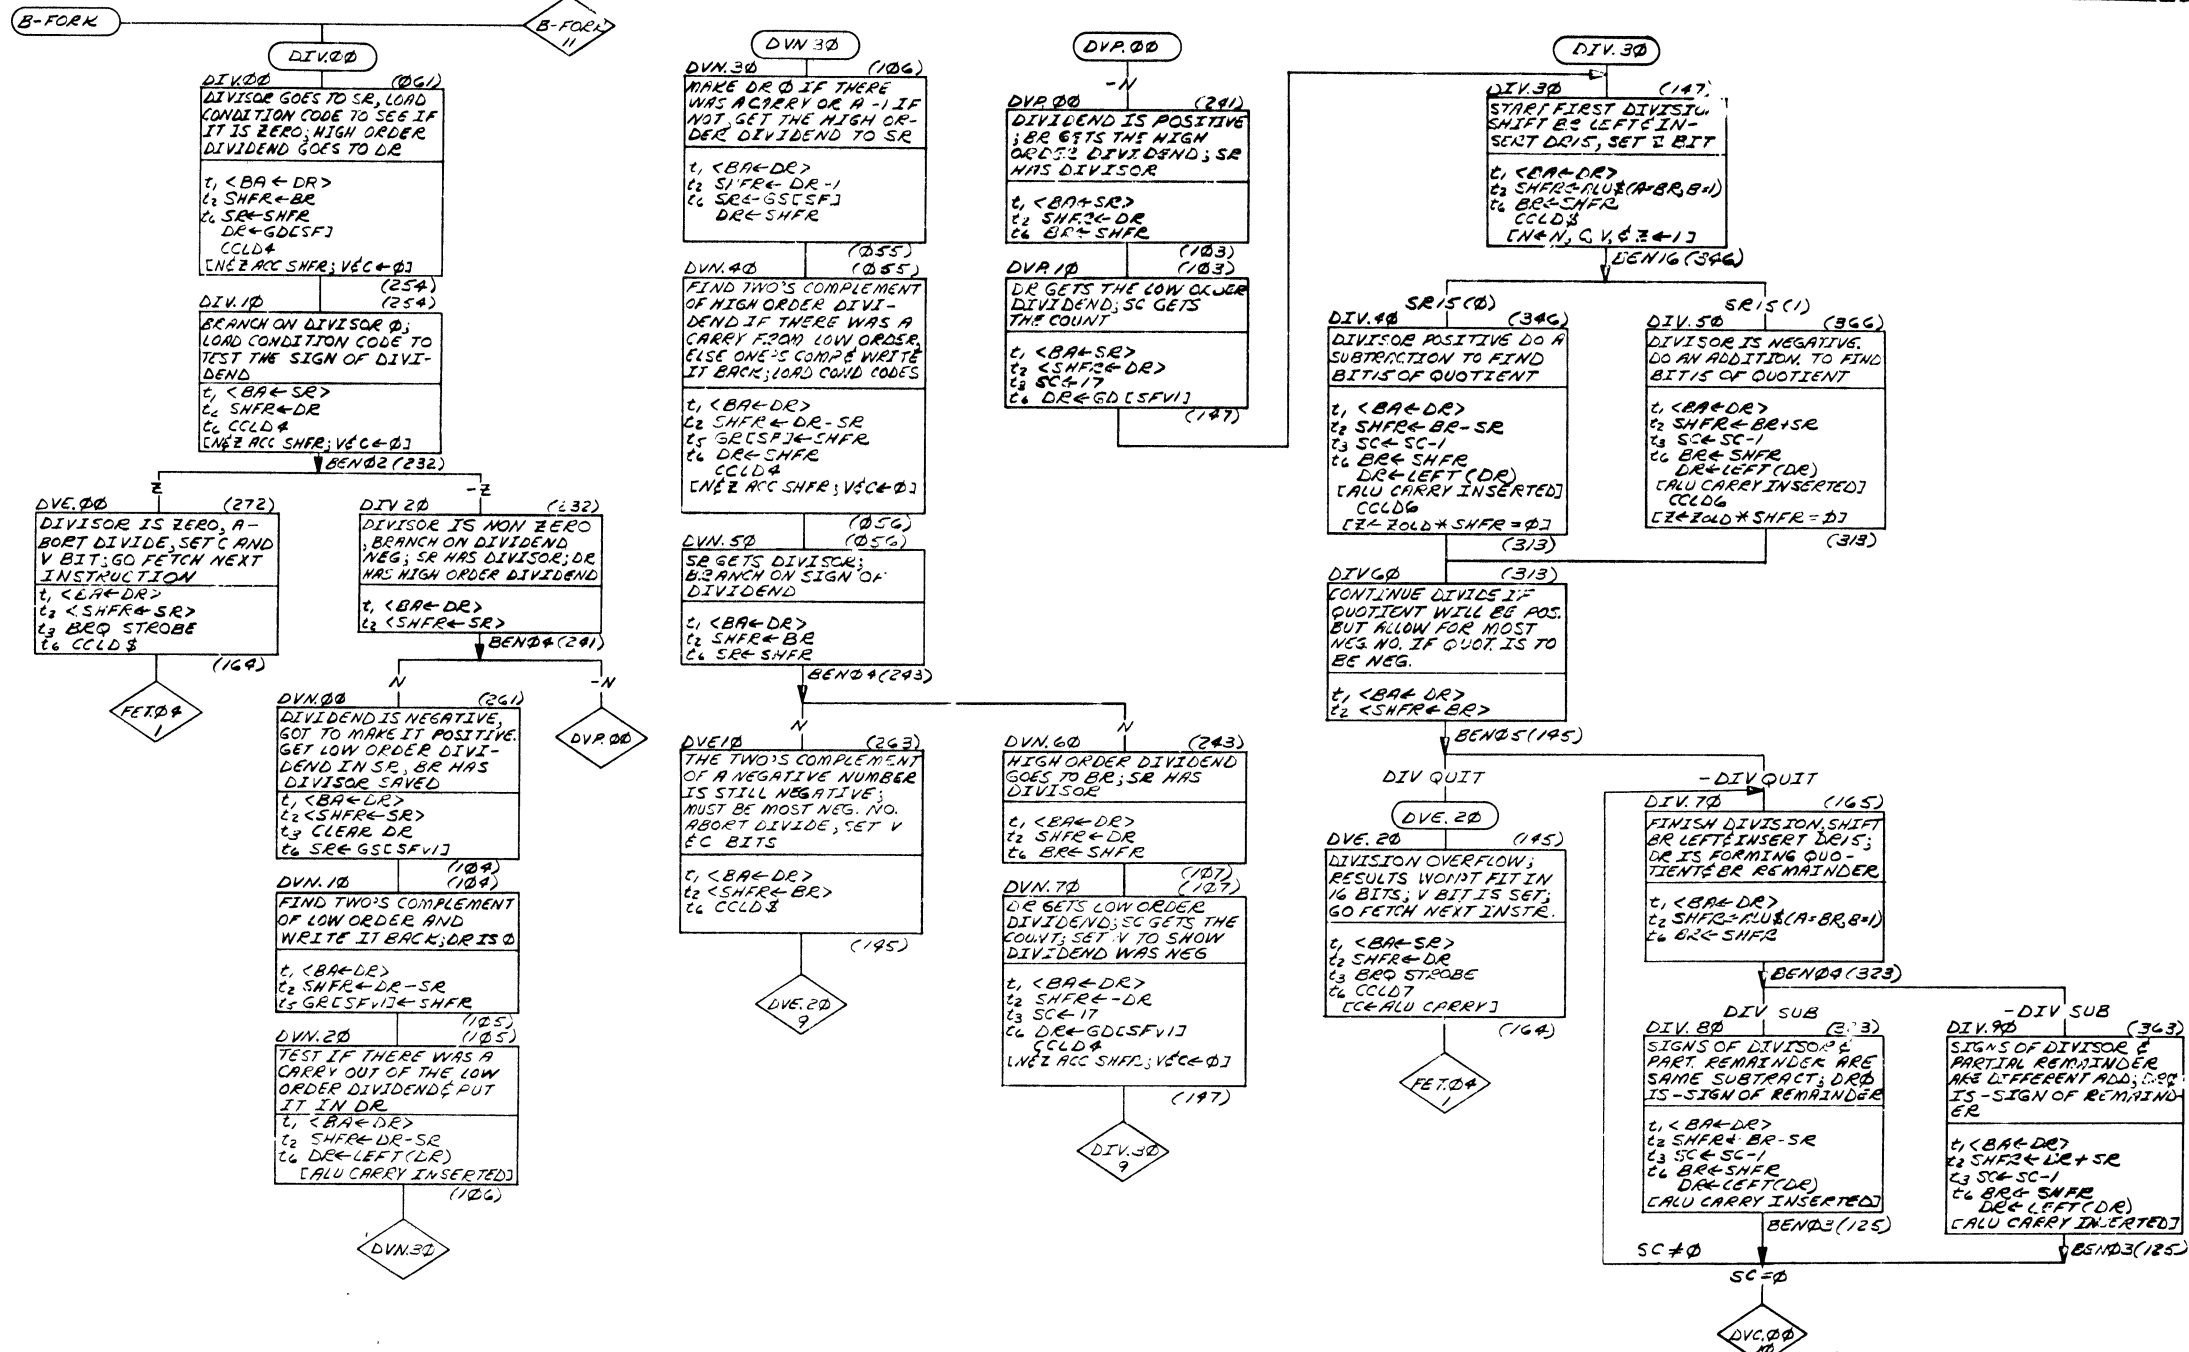 B-FORK
B-FORK
11
DIV.00
DIV.00 (061)
DIVISOR GOES TO SR, LOAD
CONDITION CODE TO SEE IF
IT IS ZERO; HIGH ORDER
DIVIDEND GOES TO DR
t1 <BA←DR>
t2 SHFR←BR
t6 SR←SHFR
DR←GD[SF]
CCLD4
[N&Z ACC SHFR; V&C←Ø]
(254)
DIV.1Ø (254)
BRANCH ON DIVISOR Ø;
LOAD CONDITION CODE TO
TEST THE SIGN OF DIVI-
DEND
t1 <BA←SR>
SHFR←DR
t6 CCLD4
[N&Z ACC SHFR; V&C←Ø]
BENØ2(232)
Z
-Z
DVE.ØØ (272)
DIVISOR IS ZERO, A-
BORT DIVIDE, SET C AND
V BIT; GO FETCH NEXT
INSTRUCTION
t1 <BA←DR>
<SHFR←SR>
t3 BRQ STROBE
t6 CCLD$
(164)
FET.Ø4
1
DIV 2Ø
DIVISOR IS NON ZERO
, BRANCH ON DIVIDEND
NEG; SR HAS DIVISOR; DR
HAS HIGH ORDER DIVIDEND
t1 <BA←DR>
t2 <SHFR←SR>
BENØ4(241)
N
-N
DVP.ØØ
DVN.ØØ (261)
DIVIDEND IS NEGATIVE,
GOT TO MAKE IT POSITIVE.
GET LOW ORDER DIVI-
DEND IN SR, BR HAS
DIVISOR SAVED
t1 <BA←DR>
t2 <SHFR←SR>
t3 CLEAR DR
t6 SR←GS[SFV1]
(1Ø4)
DVN.1Ø (1Ø4)
FIND TWO'S COMPLEMENT
OF LOW ORDER AND
WRITE IT BACK; DR IS Ø
t1 <BA←DR>
t2 SHFR←DR-SR
t5 GR[SFV1]←SHFR
(1Ø5)
DVN.2Ø (1Ø5)
TEST IF THERE WAS A
CARRY OUT OF THE LOW
ORDER DIVIDEND & PUT
IT IN DR
t1 <BA←DR>
t2 SHFR←DR-SR
t6 DR←LEFT(DR)
[ALU CARRY INSERTED]
(1Ø6)
DVN.3Ø
DVN 3Ø
DVN.3Ø (1Ø6)
MAKE DR Ø IF THERE
WAS A CARRY OR A -1 IF
NOT, GET THE HIGH OR-
DER DIVIDEND TO SR
t1 <BA←DR>
t2 SHFR←DR-1
t6 SR←GS[SF]
DR←SHFR
(Ø55)
DVN.4Ø (Ø55)
FIND TWO'S COMPLEMENT
OF HIGH ORDER DIVI-
DEND IF THERE WAS A
CARRY FROM LOW ORDER,
ELSE ONE'S COMP & WRITE
IT BACK; LOAD COND CODES
t1 <BA←DR>
t2 SHFR←DR-SR
t5 GR[SF]←SHFR
t6 DR←SHFR
CCLD4
[N&Z ACC SHFR; V&C←Ø]
(Ø56)
DVN.5Ø (Ø56)
SR GETS DIVISOR;
BRANCH ON SIGN OF
DIVIDEND
t1 <BA←DR>
t2 SHFR←BR
t6 SR←SHFR
BENØ4(243)
N
N
DVE1Ø (263)
THE TWO'S COMPLEMENT
OF A NEGATIVE NUMBER
IS STILL NEGATIVE;
MUST BE MOST NEG. NO.
ABORT DIVIDE, SET V
&C BITS
t1 <BA←DR>
t2 <SHFR←BR>
t6 CCLD$
(145)
DVE.2Ø
9
DVN.6Ø (243)
HIGH ORDER DIVIDEND
GOES TO BR; SR HAS
DIVISOR
t1 <BA←DR>
t2 SHFR←DR
t6 BR←SHFR
(1Ø7)
DVN.7Ø (1Ø7)
DR GETS LOW ORDER
DIVIDEND; SC GETS THE
COUNT; SET N TO SHOW
DIVIDEND WAS NEG
t1 <BA←DR>
t2 SHFR←-DR
t3 SC←17
t6 DR←GD[SFV1]
CCLD4
[N&Z ACC SHFR; V&C←Ø]
(147)
DIV.3Ø
9
DVP.ØØ
-N
DVP.ØØ (241)
DIVIDEND IS POSITIVE
; BR GETS THE HIGH
ORDER DIVIDEND; SR
HAS DIVISOR
t1 <BA←SR>
t2 SHFR←DR
t6 BR←SHFR
(1Ø3)
DVP.1Ø (1Ø3)
DR GETS THE LOW ORDER
DIVIDEND; SC GETS
THE COUNT
t1 <BA←SR>
t2 <SHFR←DR>
t3 SC←17
t6 DR←GD[SFV1]
(147)
DIV.3Ø
DIV.3Ø (147)
START FIRST DIVISION
SHIFT BR LEFT & IN-
SERT DR15, SET Z BIT
t1 <BA←DR>
t2 SHFR←ALU$(A=BR,B=1)
t6 BR←SHFR
CCLD$
[N←N, C, V, & Z←1]
BEN16(346)
SR15(Ø)
SR15(1)
DIV.4Ø (346)
DIVISOR POSITIVE DO A
SUBTRACTION TO FIND
BIT15 OF QUOTIENT
t1 <BA←DR>
t2 SHFR←BR-SR
t3 SC←SC-1
t6 BR←SHFR
DR←LEFT(DR)
[ALU CARRY INSERTED]
CCLD6
[Z←ZOLD*SHFR=Ø]
(313)
DIV.5Ø (366)
DIVISOR IS NEGATIVE.
DO AN ADDITION. TO FIND
BIT15 OF QUOTIENT
t1 <BA←DR>
t2 SHFR←BR+SR
t3 SC←SC-1
t6 BR←SHFR
DR←LEFT(DR)
[ALU CARRY INSERTED]
CCLD6
[Z←ZOLD*SHFR=Ø]
(313)
DIV6Ø (313)
CONTINUE DIVIDE IF
QUOTIENT WILL BE POS.
BUT ALLOW FOR MOST
NEG. NO. IF QUOT. IS TO
BE NEG.
t1 <BA←DR>
t2 <SHFR←BR>
BENØ5(145)
DIV QUIT
-DIV QUIT
DVE.2Ø
DVE.2Ø (145)
DIVISION OVERFLOW;
RESULTS WON'T FIT IN
16 BITS; V BIT IS SET;
GO FETCH NEXT INSTR.
t1 <BA←SR>
t2 SHFR←DR
t3 BRQ STROBE
t6 CCLD7
[C←ALU CARRY]
(164)
FET.Ø4
1
DIV.7Ø (165)
FINISH DIVISION, SHIFT
BR LEFT & INSERT DR15;
DR IS FORMING QUO-
TIENT & BR REMAINDER
t1 <BA←DR>
t2 SHFR←ALU$(A=BR,B=1)
t6 BR←SHFR
BENØ4(323)
DIV SUB
-DIV SUB
DIV.8Ø
SIGNS OF DIVISOR &
PART. REMAINDER ARE
SAME SUBTRACT; DRØ
IS -SIGN OF REMAINDER
t1 <BA←DR>
t2 SHFR← BR-SR
t3 SC←SC-1
t6 BR←SHFR
DR←LEFT(DR)
[ALU CARRY INSERTED]
BENØ3(125)
DIV.9Ø (363)
SIGNS OF DIVISOR &
PARTIAL REMAINDER
ARE DIFFERENT ADD;
IS -SIGN OF REMAIND-
ER
t1 <BA←DR>
t2 SHFR← +SR
t3 SC←SC-1
t6 BR← SHFR
DR←LEFT(DR)
[ALU CARRY INSERTED]
BENØ3(125)
SC≠Ø
SC=Ø
DVC.ØØ